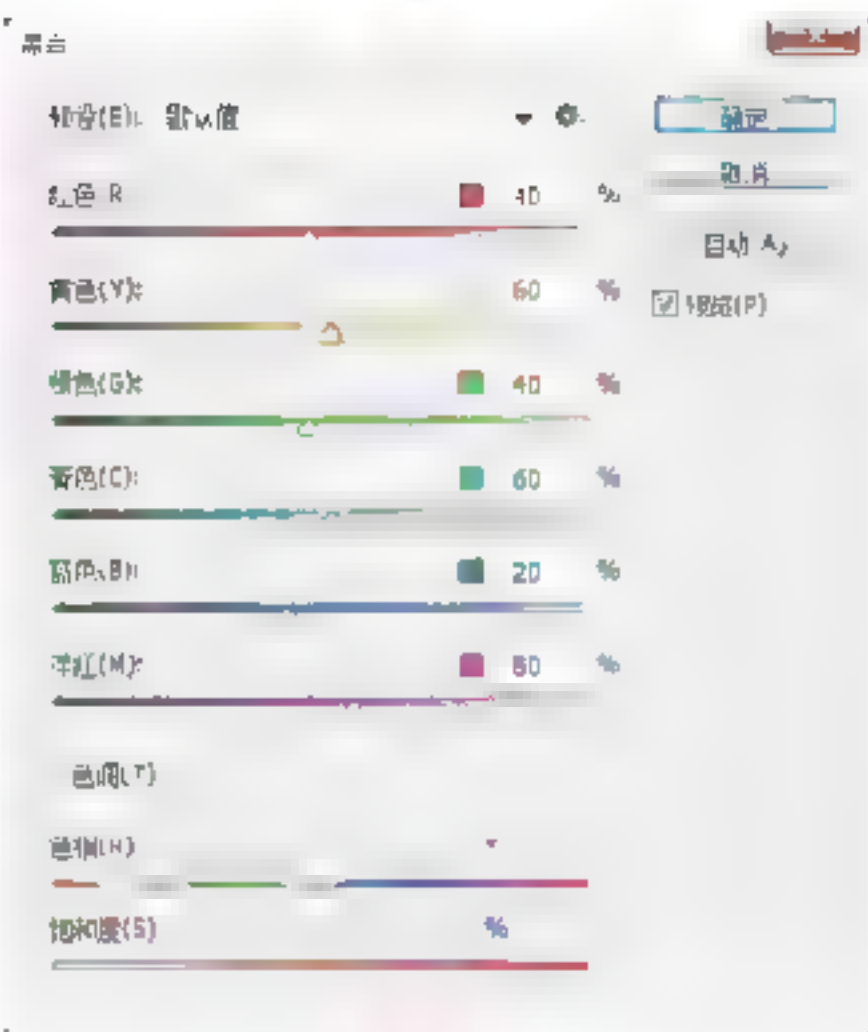 黑白
预设(E): 默认值
确定
取消
红色(R): 40 %
自动(A)
黄色(Y): 60 %
预览(P)
绿色(G): 40 %
青色(C): 60 %
蓝色(B): 20 %
洋红(M): 80 %
色调(T)
色相(H)
饱和度(S) %